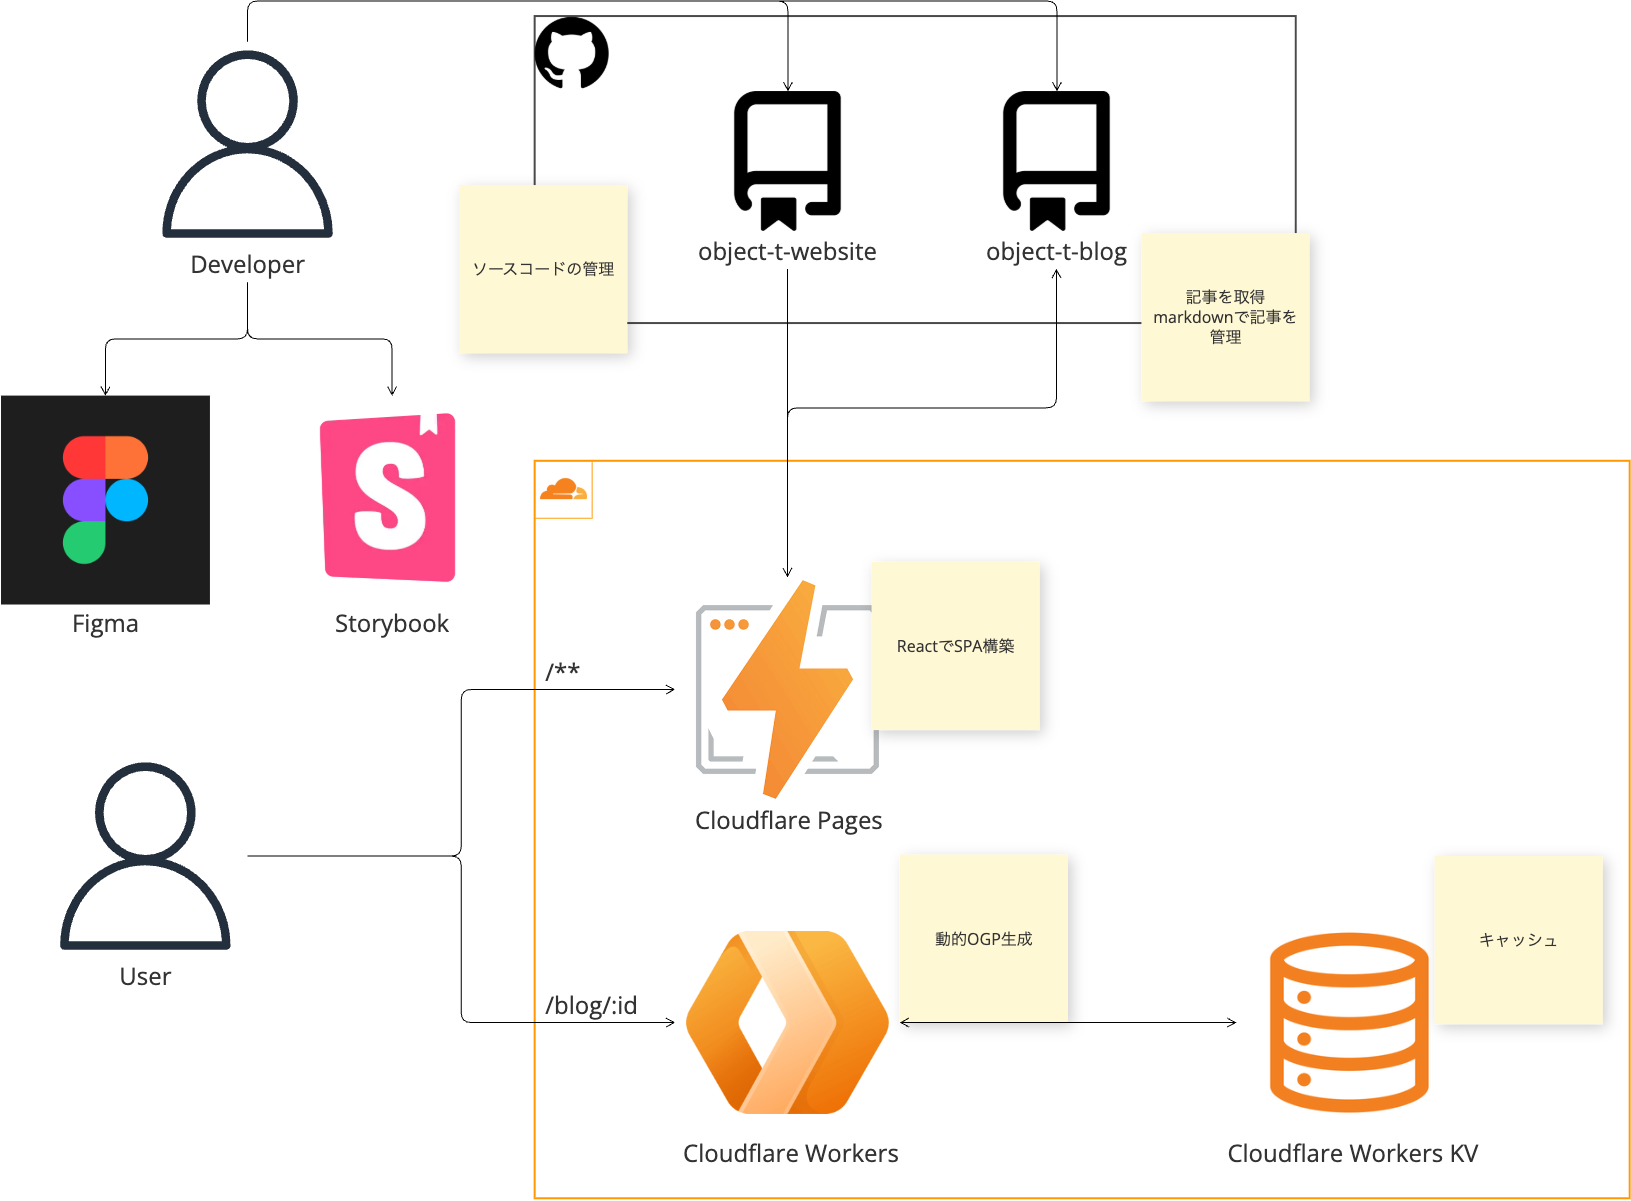 object-t-website
object-t-blog
Developer
ソースコードの管理
記事を取得
markdownで記事を
管理
Figma
Storybook
ReactでSPA構築
/**
Cloudflare Pages
User
/blog/:id
動的OGP生成
キャッシュ
Cloudflare Workers
Cloudflare Workers KV